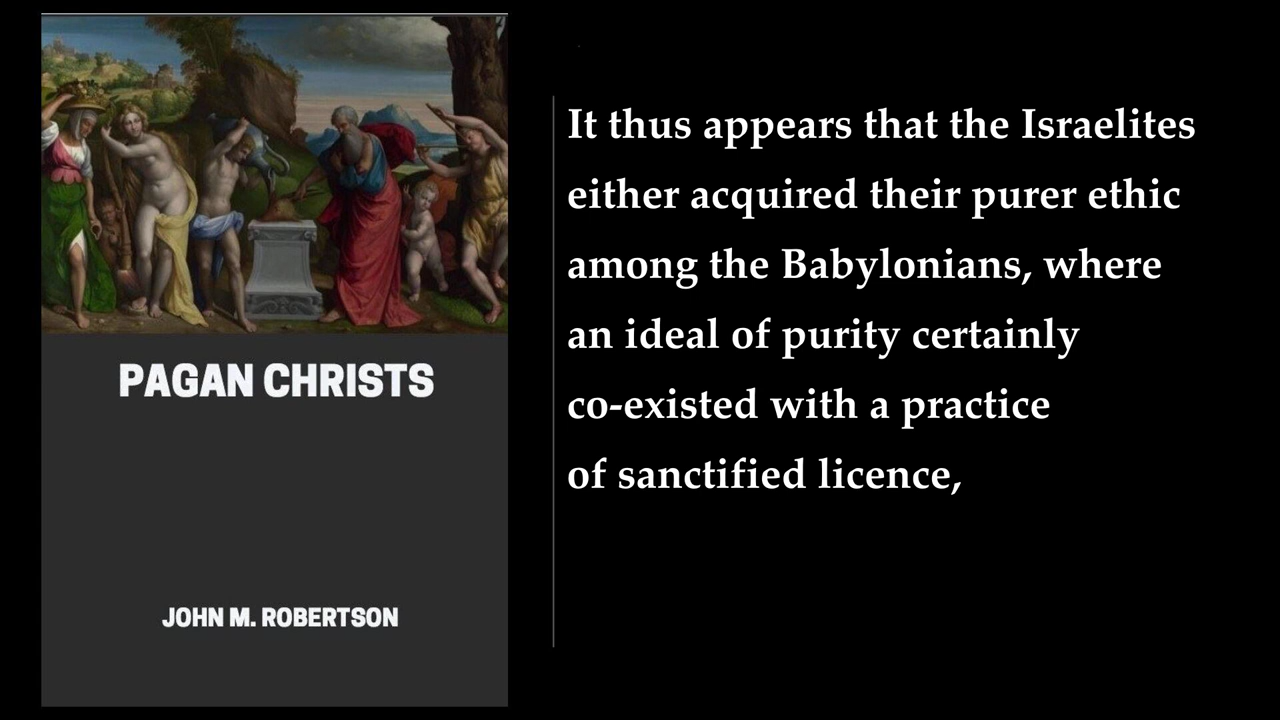 PAGAN CHRISTS
JOHN M. ROBERTSON
It thus appears that the Israelites
either acquired their purer ethic
among the Babylonians, where
an ideal of purity certainly
co-existed with a practice
of sanctified licence,